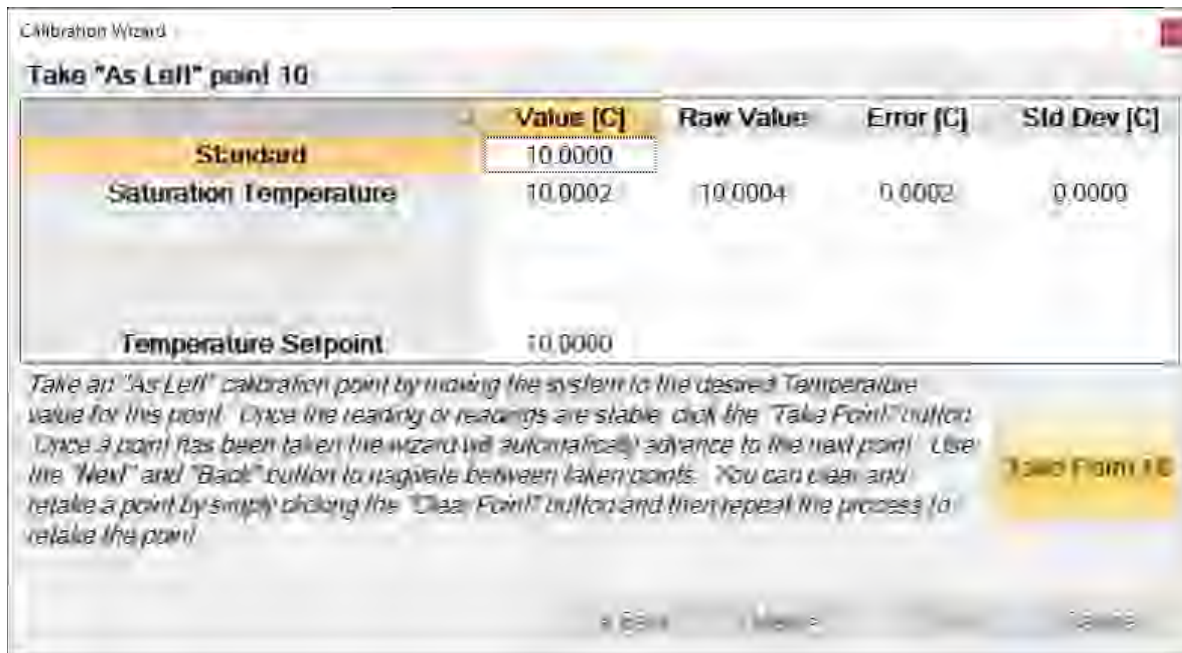 Calibration Wizard
Take "As Left" point 10
Value [C] Raw Value Error [C] Std Dev [C]
Standard 10.0000
Saturation Temperature 10.0002 10.0004 0.0002 0.0000
Temperature Setpoint 10.0000
Take an "As Left" calibration point by moving the system to the desired Temperature
value for this point. Once the reading or readings are stable, click the "Take Point" button.
Once a point has been taken the wizard will automatically advance to the next point. Use
the "Next" and "Back" button to nagivate between taken points. You can clear and
retake a point by simply clicking the "Clear Point" button and then repeat the process to
retake the point.
Take Point 10
< Back